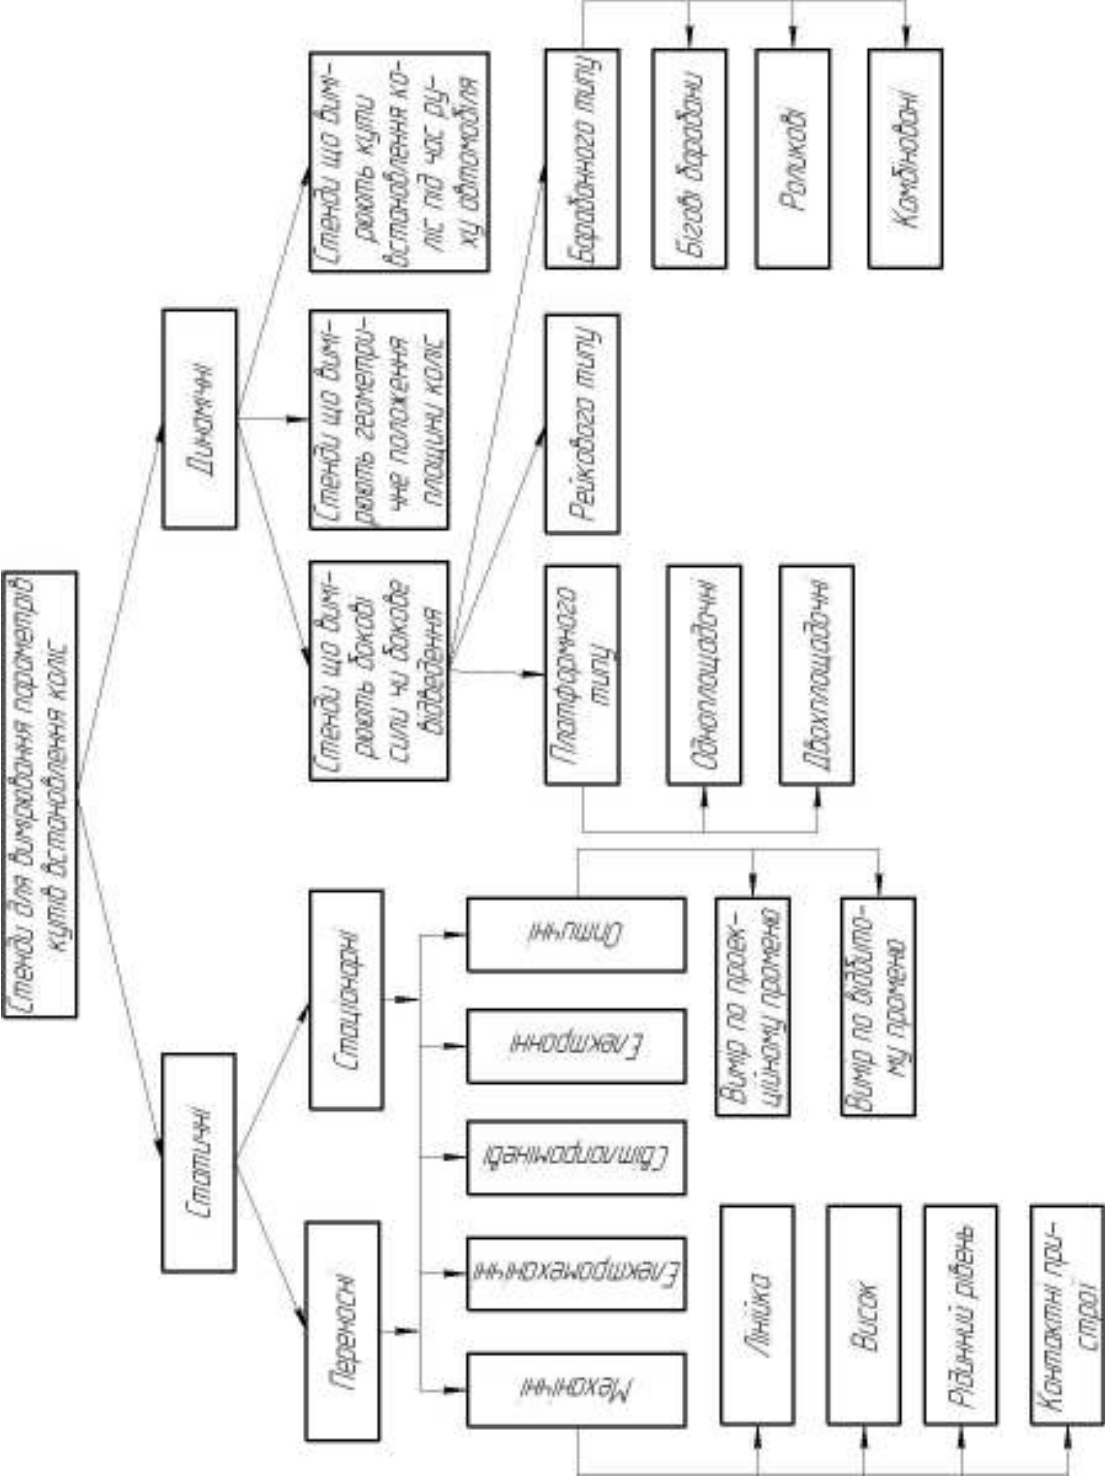 Стенди для вимірювання параметрів
кутів встановлення коліс
Статичні
Динамічні
Переносні
Стаціонарні
Стенди що вимі-
рюють бокові
сили чи бокове
відведення
Стенди що вимі-
рюють геометри-
чне положення
площини коліс
Стенди що вимі-
рюють кути
встановлення ко-
ліс під час ру-
ху автомобіля
Механічні
Електромеханічні
Світлопроміневі
Електронні
Оптичні
Платформного
типу
Рейкового типу
Барабанного типу
Лінійка
Висок
Рідинний рівень
Контактні при-
строї
Вимір по проек-
ційному променю
Вимір по відбито-
му променю
Одноплощадочні
Двохплощадочні
Бігові барабани
Роликові
Комбіновані